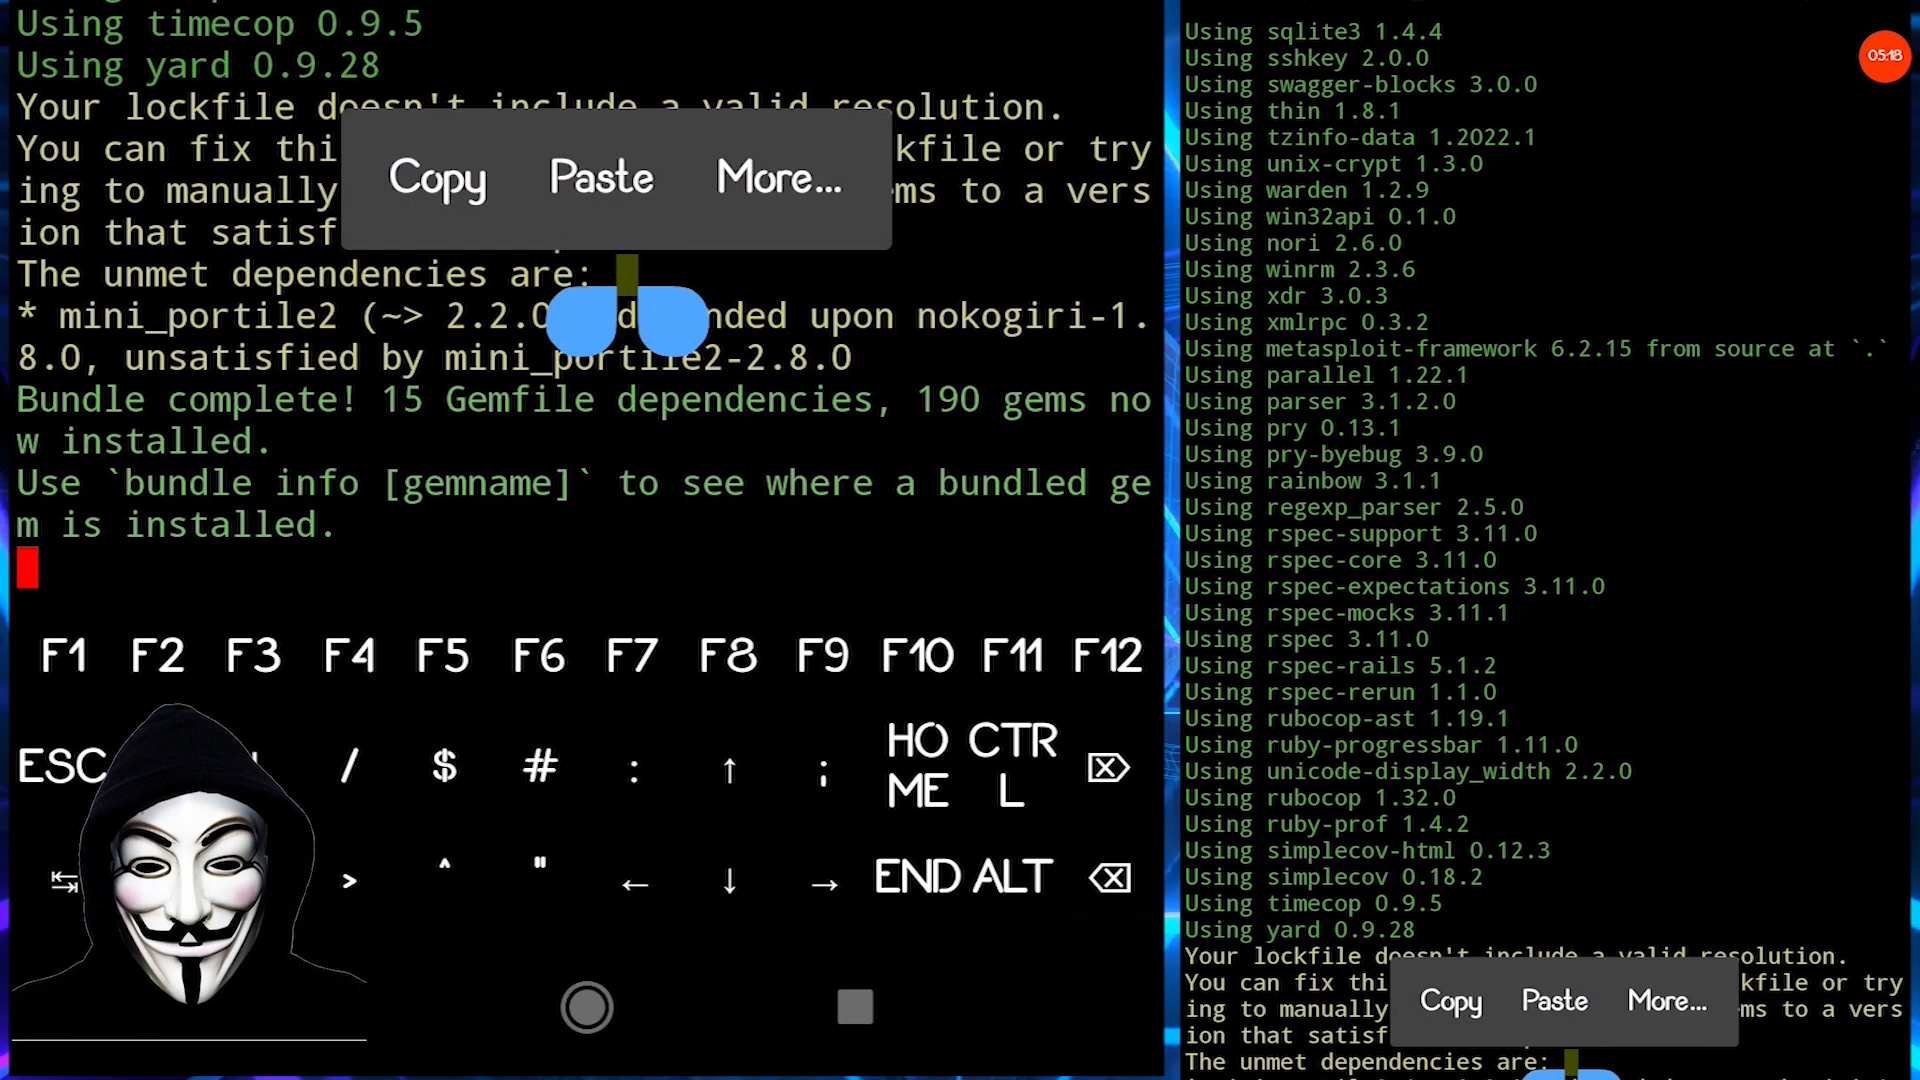 Using timecop 0.9.5
Using yard 0.9.28
Your lockfile doesn't include a valid resolution.
You can fix thi kfile or try
ing to manually ms to a vers
ion that satisf
The unmet dependencies are:
* mini_portile2 (~> 2.2.0 d nded upon nokogiri-1.
8.0, unsatisfied by mini_portile2-2.8.0
Bundle complete! 15 Gemfile dependencies, 190 gems no
w installed.
Use `bundle info [gemname]` to see where a bundled ge
m is installed.
Copy Paste More...
F1 F2 F3 F4 F5 F6 F7 F8 F9 F10 F11 F12
ESC / $ # : ↑ ; HO
ME CTR
L ⌦
↹ > ^ " ← ↓ → END ALT ⌫
Using sqlite3 1.4.4
Using sshkey 2.0.0
Using swagger-blocks 3.0.0
Using thin 1.8.1
Using tzinfo-data 1.2022.1
Using unix-crypt 1.3.0
Using warden 1.2.9
Using win32api 0.1.0
Using nori 2.6.0
Using winrm 2.3.6
Using xdr 3.0.3
Using xmlrpc 0.3.2
Using metasploit-framework 6.2.15 from source at `.`
Using parallel 1.22.1
Using parser 3.1.2.0
Using pry 0.13.1
Using pry-byebug 3.9.0
Using rainbow 3.1.1
Using regexp_parser 2.5.0
Using rspec-support 3.11.0
Using rspec-core 3.11.0
Using rspec-expectations 3.11.0
Using rspec-mocks 3.11.1
Using rspec 3.11.0
Using rspec-rails 5.1.2
Using rspec-rerun 1.1.0
Using rubocop-ast 1.19.1
Using ruby-progressbar 1.11.0
Using unicode-display_width 2.2.0
Using rubocop 1.32.0
Using ruby-prof 1.4.2
Using simplecov-html 0.12.3
Using simplecov 0.18.2
Using timecop 0.9.5
Using yard 0.9.28
Your lockfile doesn't include a valid resolution.
You can fix thi kfile or try
ing to manually ms to a vers
ion that satisf
The unmet dependencies are:
Copy Paste More...
05:18